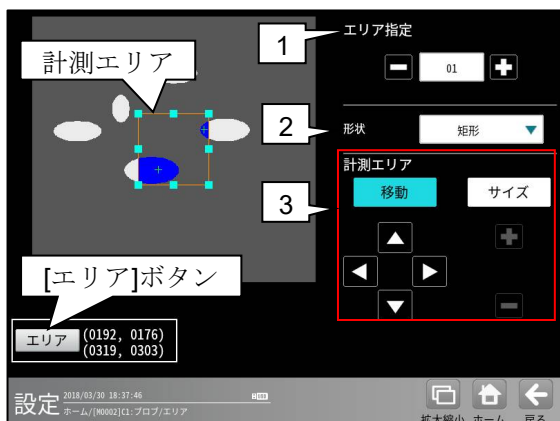 計測エリア
1
エリア指定
01
2
形状
矩形
計測エリア
3
移動
サイズ
[エリア]ボタン
エリア
(0192, 0176)
(0319, 0303)
設定
2018/03/30 18:37:46
ホーム/[M0002]C1:ブロブ/エリア
拡大縮小
ホーム
戻る